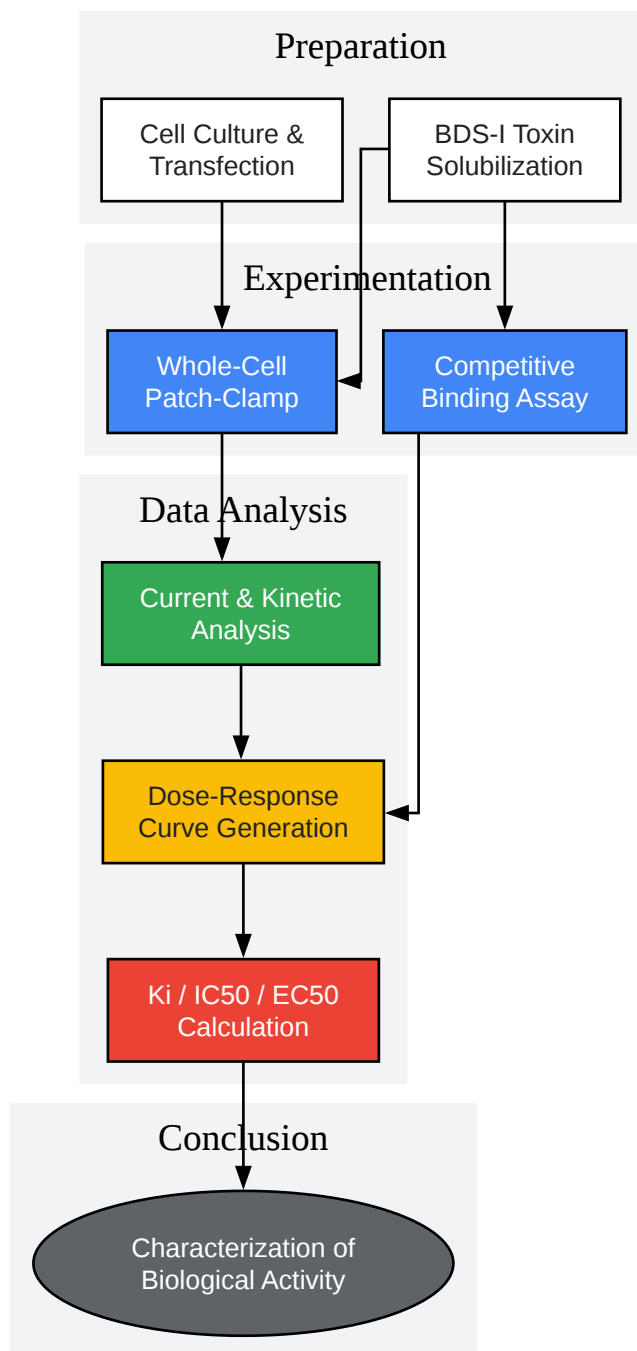 Preparation
Cell Culture &
Transfection
BDS-I Toxin
Solubilization
Experimentation
Whole-Cell
Patch-Clamp
Competitive
Binding Assay
Data Analysis
Current & Kinetic
Analysis
Dose-Response
Curve Generation
Ki / IC50 / EC50
Calculation
Conclusion
Characterization of
Biological Activity